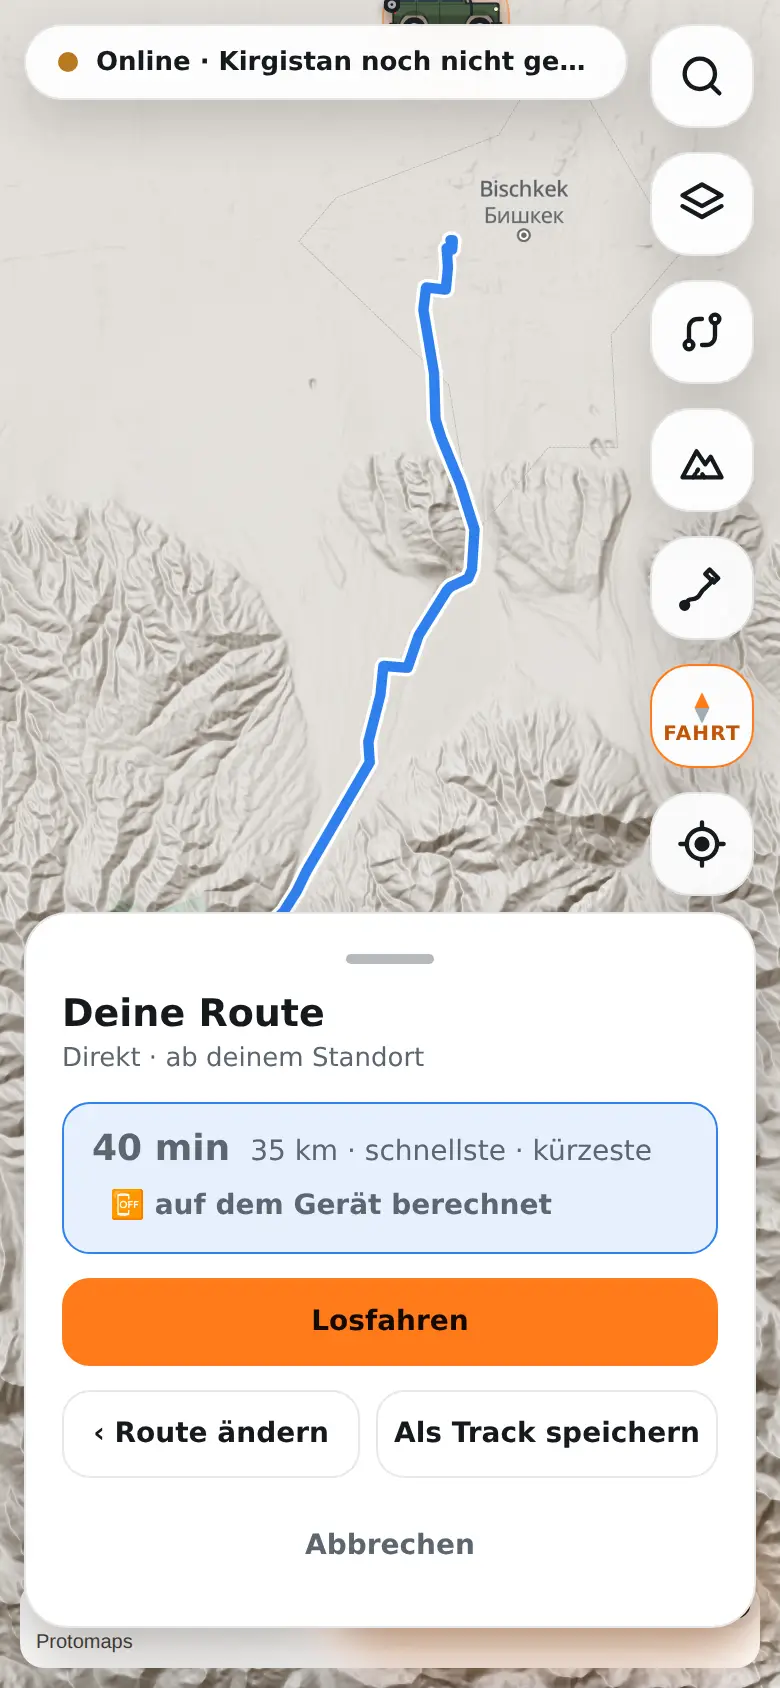 Online · Kirgistan noch nicht ge…
Bischkek
Бишкек
FAHRT
Deine Route
Direkt · ab deinem Standort
40 min 35 km · schnellste · kürzeste
OFF auf dem Gerät berechnet
Losfahren
‹ Route ändern
Als Track speichern
Abbrechen
Protomaps